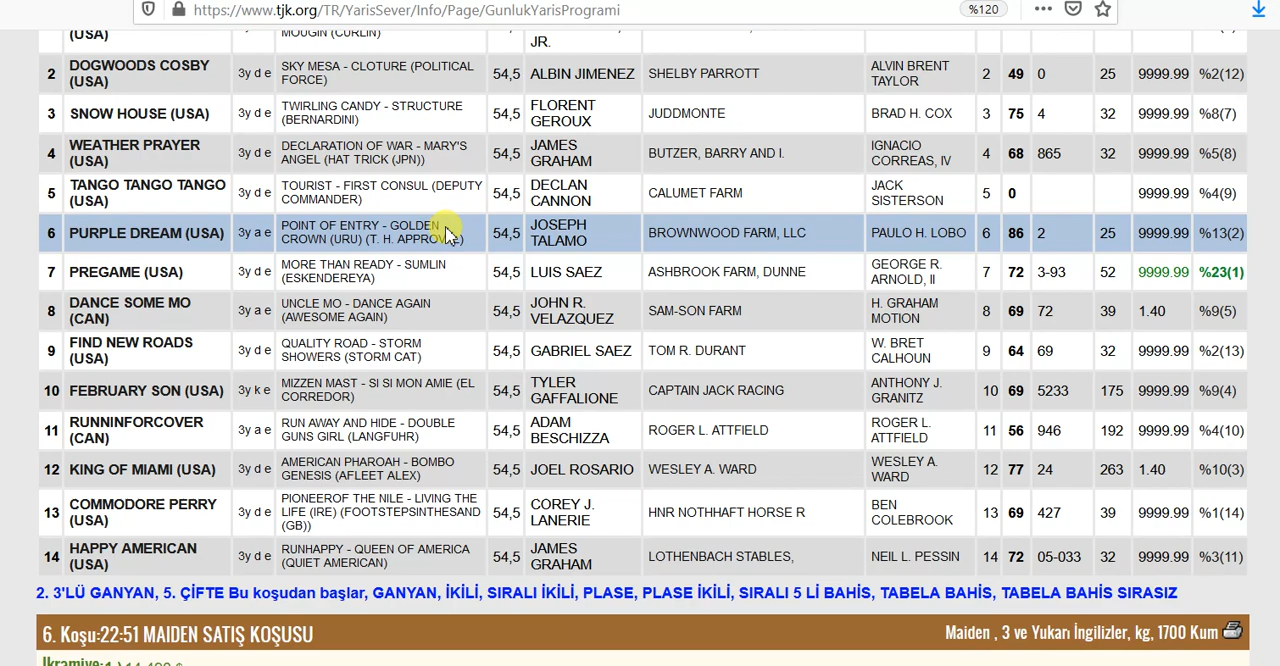 https://www.tjk.org/TR/YarisSever/Info/Page/GunlukYarisProgrami %120
(USA) MOUGIN (CURLIN) JR.
2 DOGWOODS COSBY (USA) 3y d e SKY MESA - CLOTURE (POLITICAL FORCE) 54,5 ALBIN JIMENEZ SHELBY PARROTT ALVIN BRENT TAYLOR 2 49 0 25 9999.99 %2(12)
3 SNOW HOUSE (USA) 3y d e TWIRLING CANDY - STRUCTURE (BERNARDINI) 54,5 FLORENT GEROUX JUDDMONTE BRAD H. COX 3 75 4 32 9999.99 %8(7)
4 WEATHER PRAYER (USA) 3y d e DECLARATION OF WAR - MARY'S ANGEL (HAT TRICK (JPN)) 54,5 JAMES GRAHAM BUTZER, BARRY AND I. IGNACIO CORREAS, IV 4 68 865 32 9999.99 %5(8)
5 TANGO TANGO TANGO (USA) 3y d e TOURIST - FIRST CONSUL (DEPUTY COMMANDER) 54,5 DECLAN CANNON CALUMET FARM JACK SISTERSON 5 0 9999.99 %4(9)
6 PURPLE DREAM (USA) 3y a e POINT OF ENTRY - GOLDEN CROWN (URU) (T. H. APPROVAL) 54,5 JOSEPH TALAMO BROWNWOOD FARM, LLC PAULO H. LOBO 6 86 2 25 9999.99 %13(2)
7 PREGAME (USA) 3y d e MORE THAN READY - SUMLIN (ESKENDEREYA) 54,5 LUIS SAEZ ASHBROOK FARM, DUNNE GEORGE R. ARNOLD, II 7 72 3-93 52 9999.99 %23(1)
8 DANCE SOME MO (CAN) 3y a e UNCLE MO - DANCE AGAIN (AWESOME AGAIN) 54,5 JOHN R. VELAZQUEZ SAM-SON FARM H. GRAHAM MOTION 8 69 72 39 1.40 %9(5)
9 FIND NEW ROADS (USA) 3y d e QUALITY ROAD - STORM SHOWERS (STORM CAT) 54,5 GABRIEL SAEZ TOM R. DURANT W. BRET CALHOUN 9 64 69 32 9999.99 %2(13)
10 FEBRUARY SON (USA) 3y k e MIZZEN MAST - SI SI MON AMIE (EL CORREDOR) 54,5 TYLER GAFFALIONE CAPTAIN JACK RACING ANTHONY J. GRANITZ 10 69 5233 175 9999.99 %9(4)
11 RUNNINFORCOVER (CAN) 3y a e RUN AWAY AND HIDE - DOUBLE GUNS GIRL (LANGFUHR) 54,5 ADAM BESCHIZZA ROGER L. ATTFIELD ROGER L. ATTFIELD 11 56 946 192 9999.99 %4(10)
12 KING OF MIAMI (USA) 3y d e AMERICAN PHAROAH - BOMBO GENESIS (AFLEET ALEX) 54,5 JOEL ROSARIO WESLEY A. WARD WESLEY A. WARD 12 77 24 263 1.40 %10(3)
13 COMMODORE PERRY (USA) 3y d e PIONEEROF THE NILE - LIVING THE LIFE (IRE) (FOOTSTEPSINTHESAND (GB)) 54,5 COREY J. LANERIE HNR NOTHHAFT HORSE R BEN COLEBROOK 13 69 427 39 9999.99 %1(14)
14 HAPPY AMERICAN (USA) 3y d e RUNHAPPY - QUEEN OF AMERICA (QUIET AMERICAN) 54,5 JAMES GRAHAM LOTHENBACH STABLES, NEIL L. PESSIN 14 72 05-033 32 9999.99 %3(11)
2. 3'LÜ GANYAN, 5. ÇİFTE Bu koşudan başlar, GANYAN, İKİLİ, SIRALI İKİLİ, PLASE, PLASE İKİLİ, SIRALI 5 Lİ BAHİS, TABELA BAHİS, TABELA BAHİS SIRASIZ
6. Koşu:22:51 MAIDEN SATIŞ KOŞUSU Maiden , 3 ve Yukarı İngilizler, kg, 1700 Kum